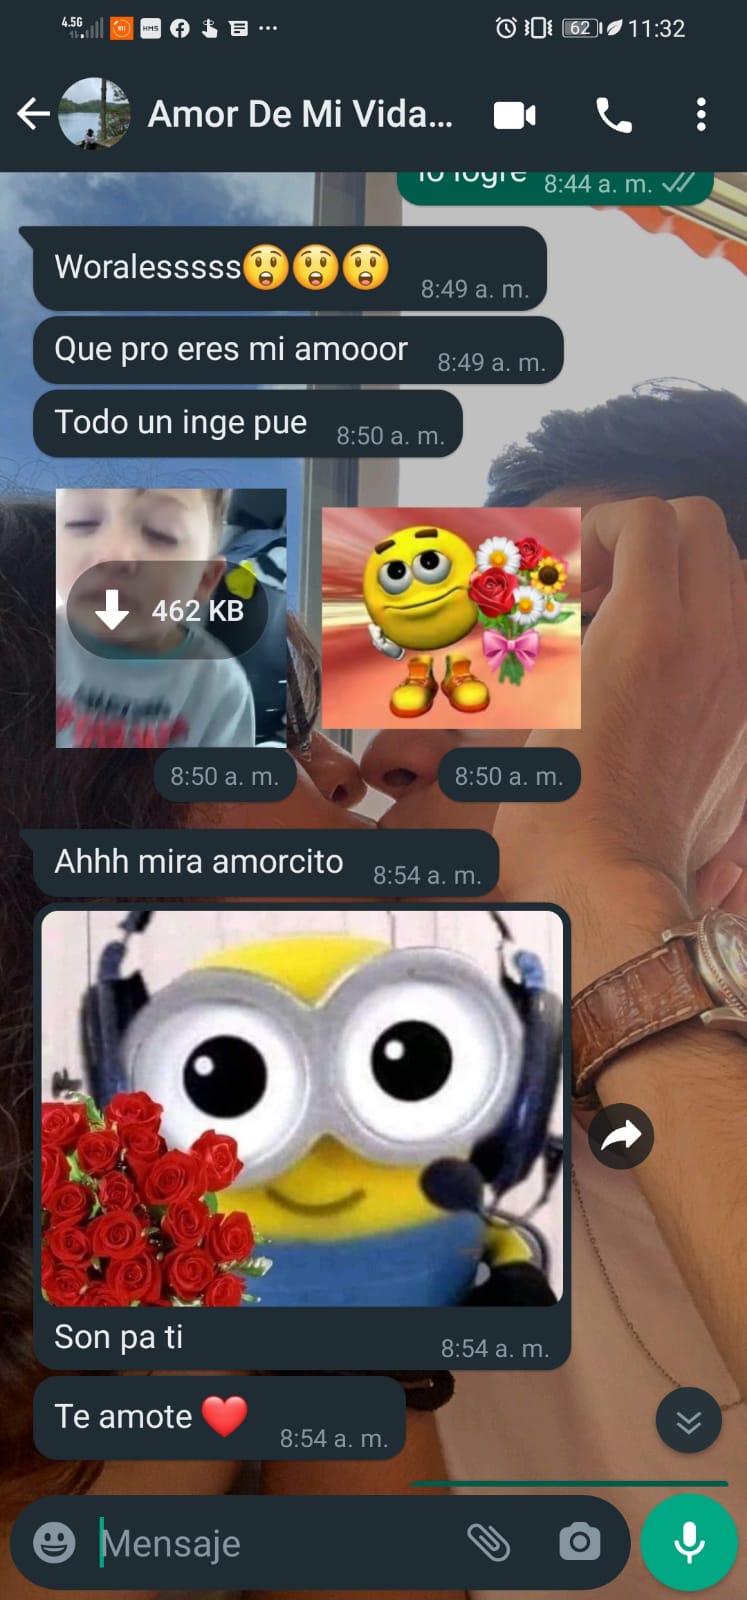 4.5G
HMS
62
11:32
Amor De Mi Vida...
lo logre 8:44 a. m.
Woralesssss😲😲😲 8:49 a. m.
Que pro eres mi amooor 8:49 a. m.
Todo un inge pue 8:50 a. m.
462 KB
8:50 a. m.
8:50 a. m.
Ahhh mira amorcito 8:54 a. m.
Son pa ti 8:54 a. m.
Te amote ❤️ 8:54 a. m.
Mensaje